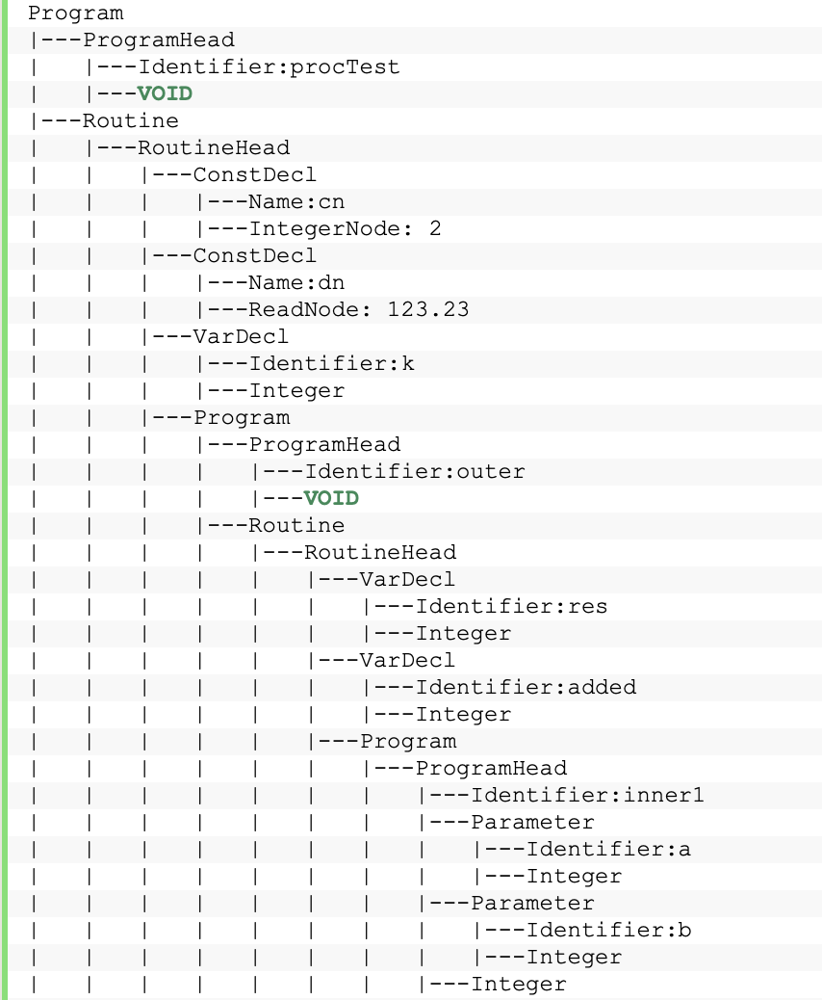 Program
|---ProgramHead
|   |---Identifier:procTest
|   |---VOID
|---Routine
|   |---RoutineHead
|   |   |---ConstDecl
|   |   |   |---Name:cn
|   |   |   |---IntegerNode: 2
|   |   |---ConstDecl
|   |   |   |---Name:dn
|   |   |   |---ReadNode: 123.23
|   |   |---VarDecl
|   |   |   |---Identifier:k
|   |   |   |---Integer
|   |   |---Program
|   |   |   |---ProgramHead
|   |   |   |   |---Identifier:outer
|   |   |   |   |---VOID
|   |   |   |---Routine
|   |   |   |   |---RoutineHead
|   |   |   |   |   |---VarDecl
|   |   |   |   |   |   |---Identifier:res
|   |   |   |   |   |   |---Integer
|   |   |   |   |   |---VarDecl
|   |   |   |   |   |   |---Identifier:added
|   |   |   |   |   |   |---Integer
|   |   |   |   |   |---Program
|   |   |   |   |   |   |---ProgramHead
|   |   |   |   |   |   |   |---Identifier:inner1
|   |   |   |   |   |   |   |---Parameter
|   |   |   |   |   |   |   |   |---Identifier:a
|   |   |   |   |   |   |   |   |---Integer
|   |   |   |   |   |   |   |---Parameter
|   |   |   |   |   |   |   |   |---Identifier:b
|   |   |   |   |   |   |   |   |---Integer
|   |   |   |   |   |   |   |---Integer